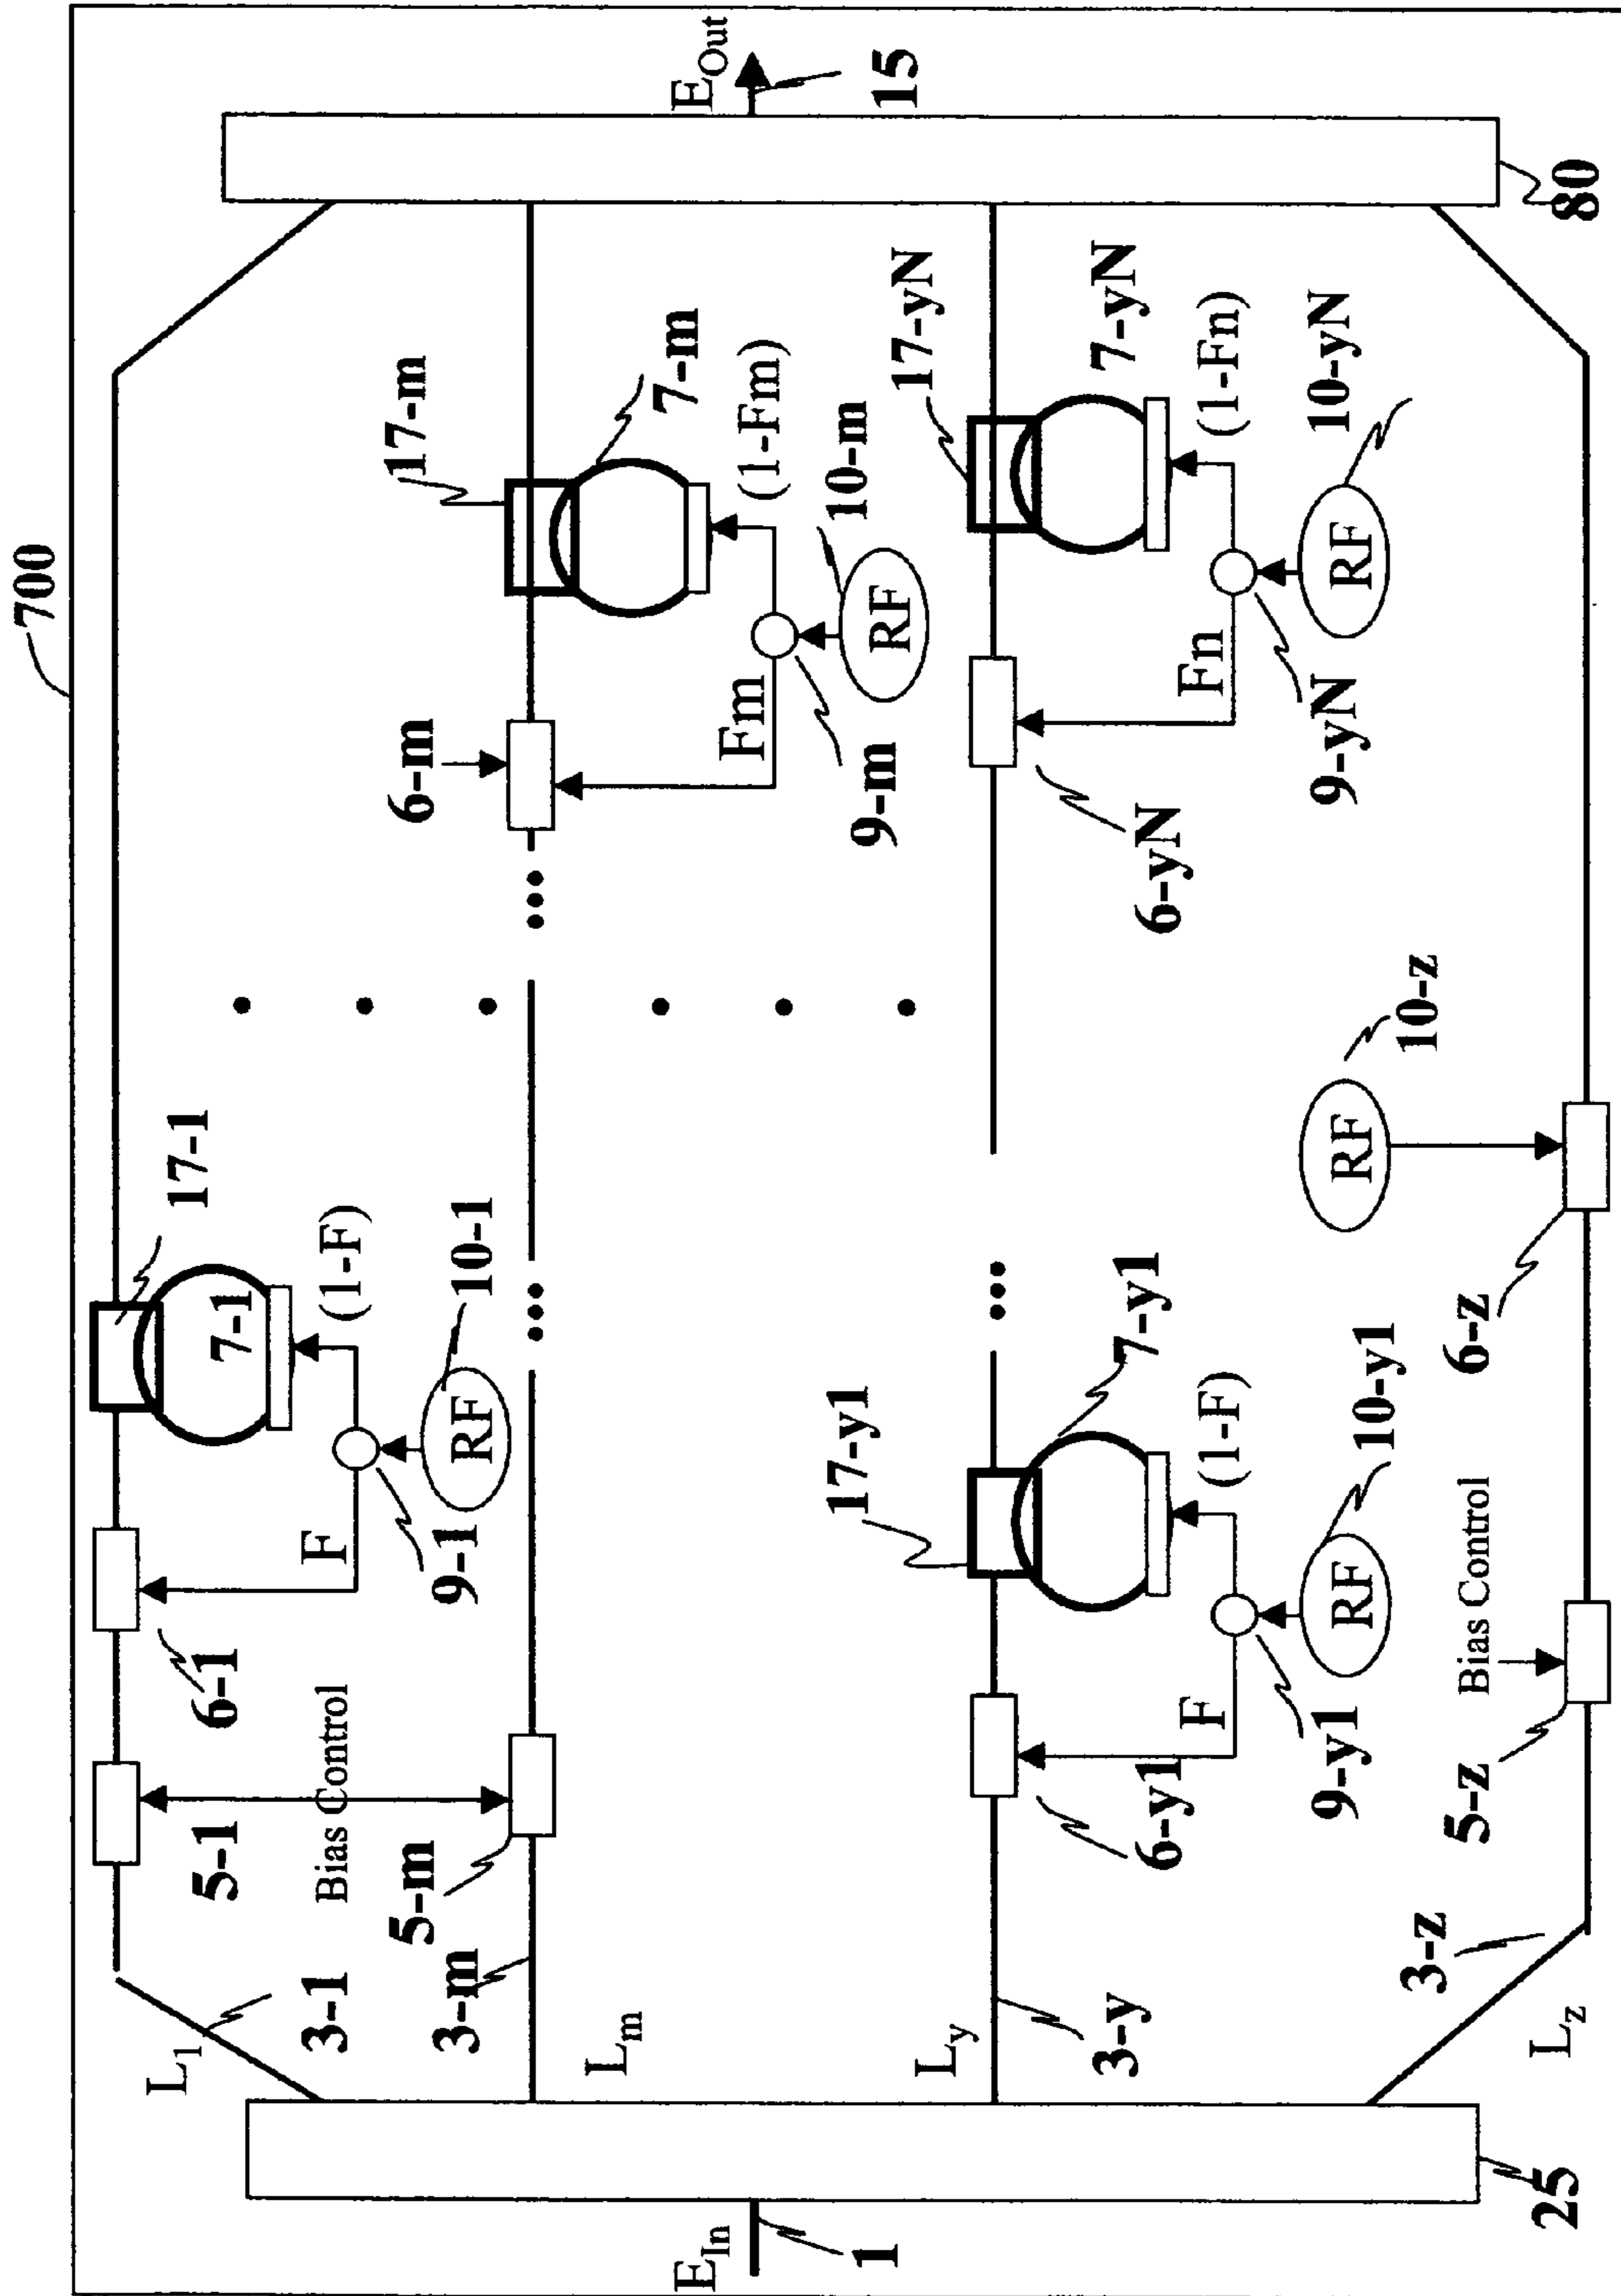 700
L1
3-1
5-1
Bias Control
6-1
F
9-1
7-1
17-1
(1-F)
RF
10-1
3-m
Lm
5-m
6-m
Fm
9-m
17-m
7-m
(1-Fm)
RF
10-m
EIn
1
25
EOut
15
80
Ly
3-y
6-y1
F
9-y1
17-y1
7-y1
(1-F)
RF
10-y1
6-yN
Fn
9-yN
17-yN
7-yN
(1-Fn)
RF
10-yN
Lz
3-z
5-z
Bias Control
6-z
RF
10-z